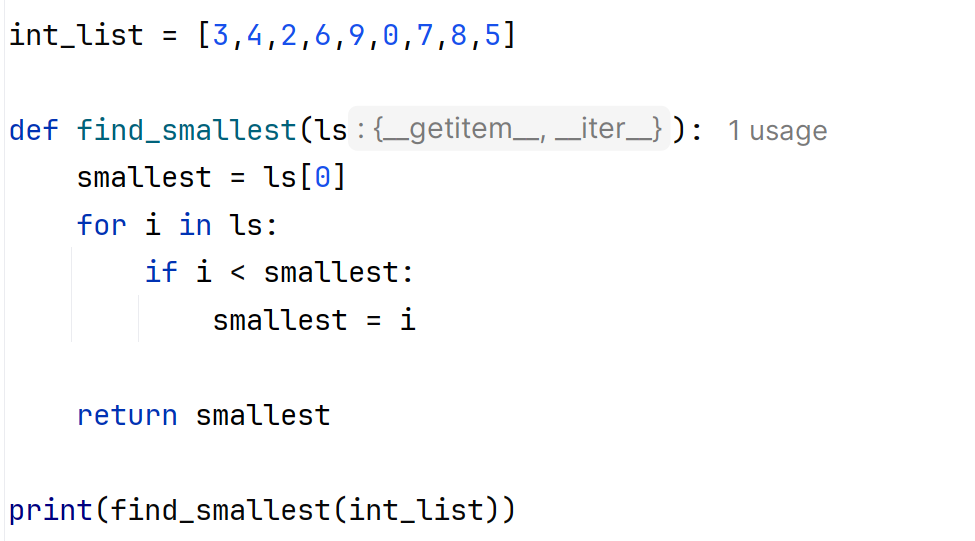 int_list = [3,4,2,6,9,0,7,8,5]

def find_smallest(ls : {__getitem__, __iter__} ): 1 usage
    smallest = ls[0]
    for i in ls:
        if i < smallest:
            smallest = i

    return smallest

print(find_smallest(int_list))